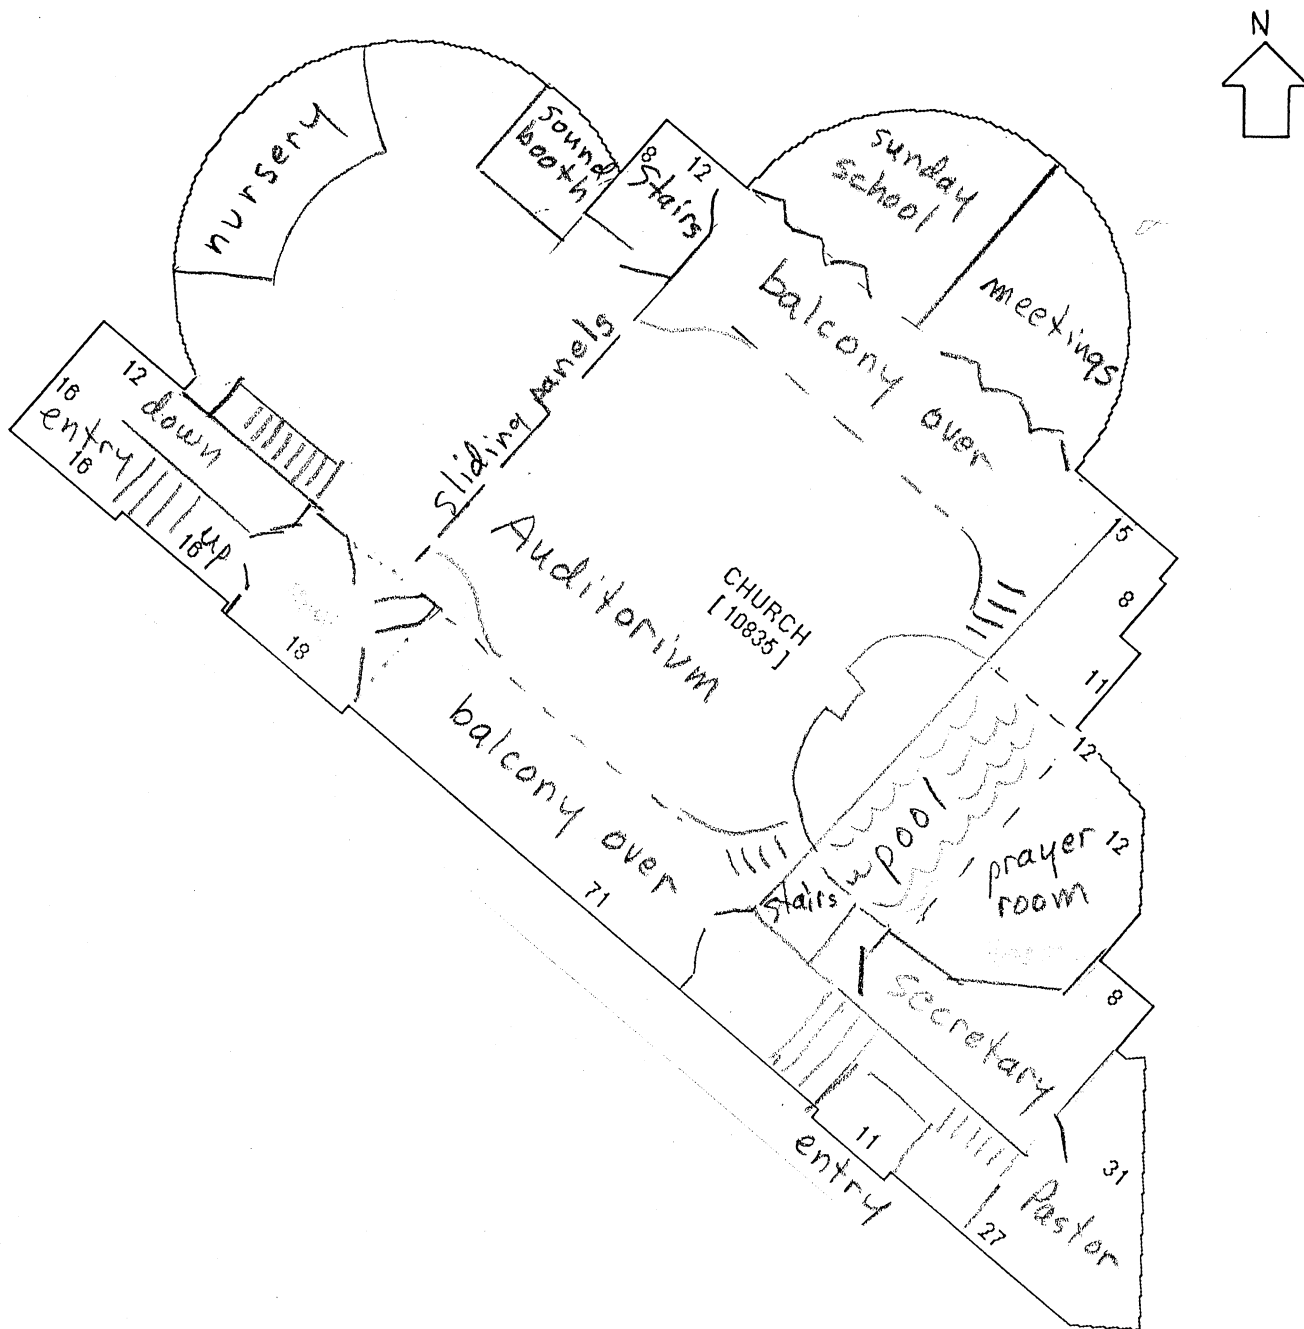 N
nursery
sound
booth
8
12
Stairs
sunday
school
meetings
balcony over
sliding panels
12
16
down
entry
16
up
16
18
Auditorium
CHURCH
[ 10835 ]
15
8
11
12
balcony over
71
pool
prayer
room
12
stairs
secretary
8
entry
11
27
31
Pastor